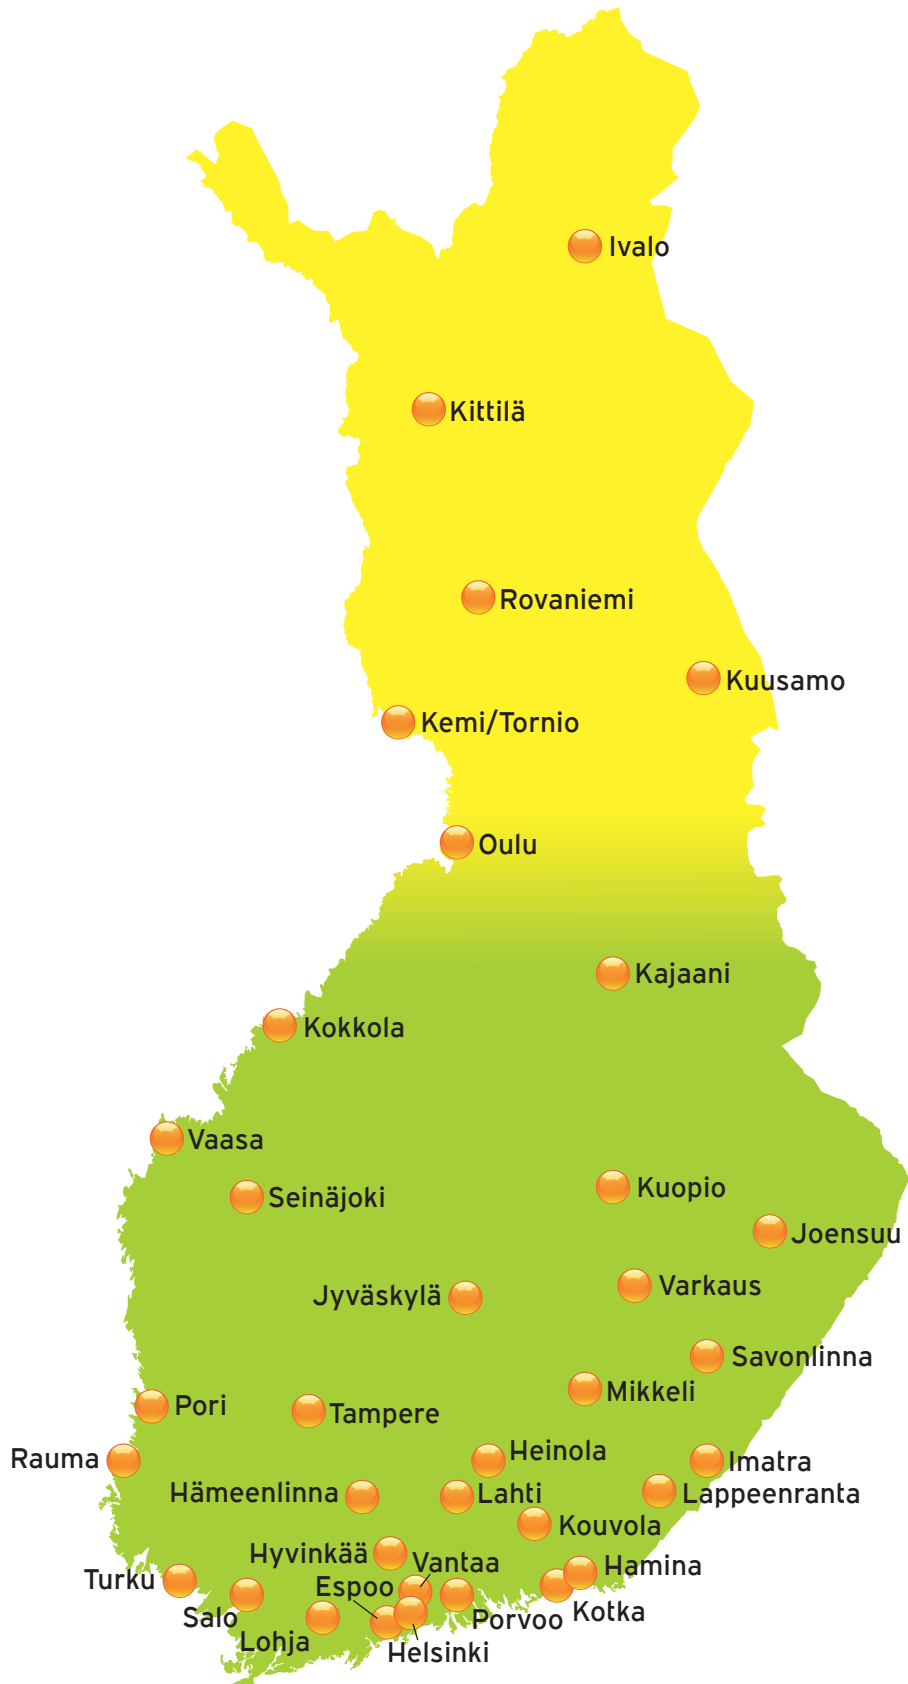 Ivalo
Kittilä
Rovaniemi
Kuusamo
Kemi/Tornio
Oulu
Kajaani
Kokkola
Vaasa
Kuopio
Seinäjoki
Joensuu
Varkaus
Jyväskylä
Savonlinna
Mikkeli
Pori
Tampere
Heinola
Rauma
Imatra
Hämeenlinna
Lahti
Lappeenranta
Kouvola
Hyvinkää
Vantaa
Hamina
Turku
Espoo
Kotka
Salo
Porvoo
Lohja
Helsinki